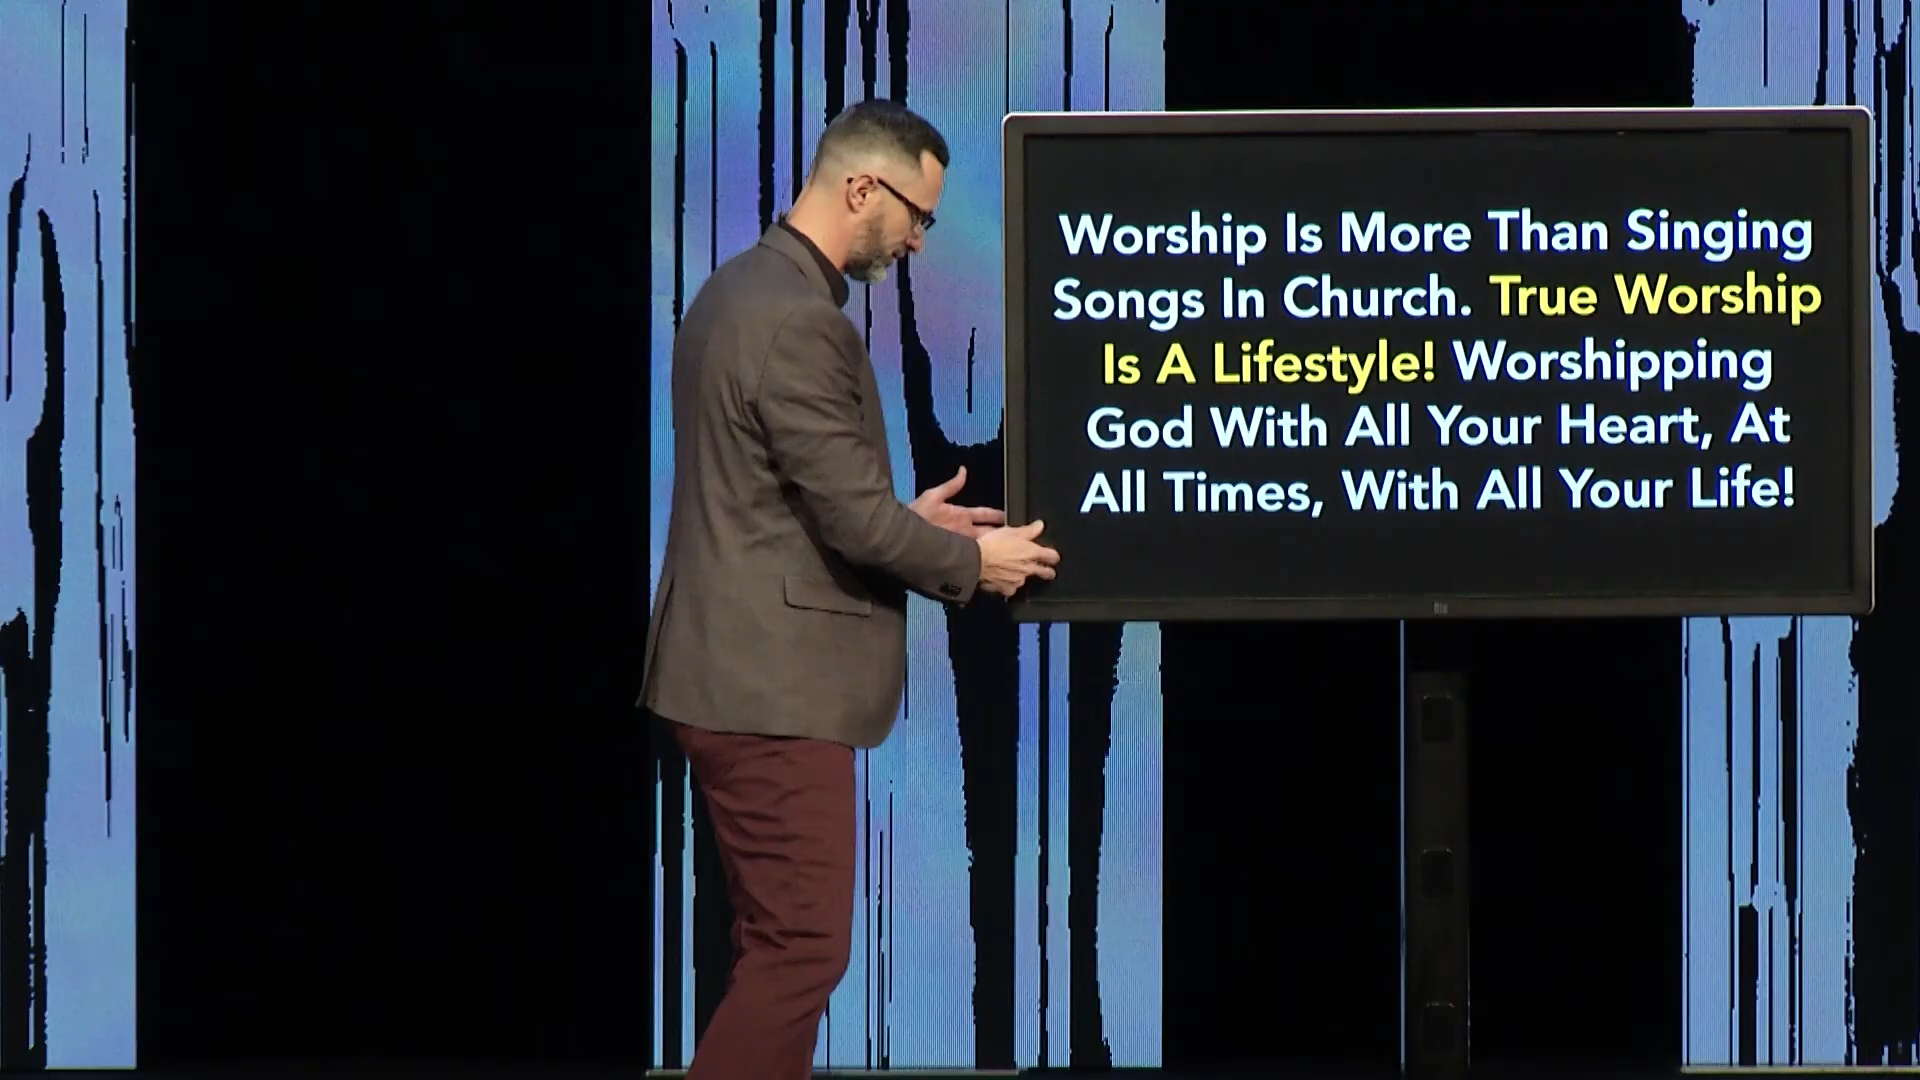 Worship Is More Than Singing
Songs In Church. True Worship
Is A Lifestyle! Worshipping
God With All Your Heart, At
All Times, With All Your Life!